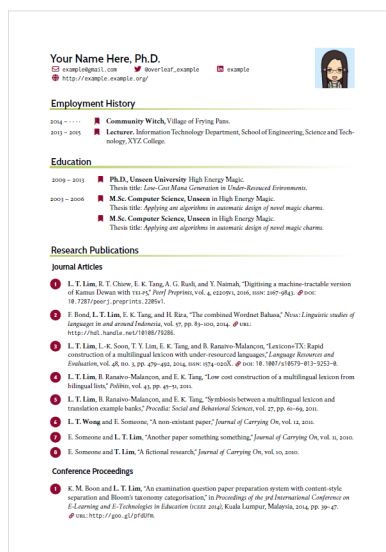 Your Name Here, Ph.D.
example@gmail.com @overleaf_example example
http://example.example.org/
Employment History
2014 – · · · · Community Witch, Village of Frying Pans.
2013 – 2015 Lecturer. Information Technology Department, School of Engineering, Science and Tech-
nology, XYZ College.
Education
2009 – 2013 Ph.D., Unseen University High Energy Magic.
Thesis title: Low-Cost Mana Generation in Under-Resouced Evironments.
2003 – 2006 M.Sc. Computer Science, Unseen in High Energy Magic.
Thesis title: Applying ant algorithms in automatic design of novel magic charms.
M.Sc. Computer Science, Unseen in High Energy Magic.
Thesis title: Applying ant algorithms in automatic design of novel magic charms.
Research Publications
Journal Articles
1 L. T. Lim, R. T. Chiew, E. K. Tang, A. G. Rusli, and Y. Naimah, “Digitising a machine-tractable version
of Kamus Dewan with TEI-P5,” PeerJ Preprints, vol. 4, e2205v1, 2016, ISSN: 2167-9843. DOI:
10.7287/peerj.preprints.2205v1.
2 F. Bond, L. T. Lim, E. K. Tang, and H. Riza, “The combined Wordnet Bahasa,” NUSA: Linguistic studies of
languages in and around Indonesia, vol. 57, pp. 83–100, 2014. URL:
http://hdl.handle.net/10108/79286.
3 L. T. Lim, L.-K. Soon, T. Y. Lim, E. K. Tang, and B. Ranaivo-Malançon, “Lexicon+TX: Rapid
construction of a multilingual lexicon with under-resourced languages,” Language Resources and
Evaluation, vol. 48, no. 3, pp. 479–492, 2014, ISSN: 1574-020X. DOI: 10.1007/s10579-013-9253-0.
4 L. T. Lim, B. Ranaivo-Malançon, and E. K. Tang, “Low cost construction of a multilingual lexicon from
bilingual lists,” Polibits, vol. 43, pp. 45–51, 2011.
5 L. T. Lim, B. Ranaivo-Malançon, and E. K. Tang, “Symbiosis between a multilingual lexicon and
translation example banks,” Procedia: Social and Behavioral Sciences, vol. 27, pp. 61–69, 2011.
6 L. T. Wong and E. Someone, “A non-existant paper,” Journal of Carrying On, vol. 12, 2011.
7 E. Someone and L. T. Lim, “Another paper something something,” Journal of Carrying On, vol. 11, 2010.
8 E. Someone and T. Lim, “A fictional research,” Journal of Carrying On, vol. 10, 2010.
Conference Proceedings
1 K. M. Boon and L. T. Lim, “An examination question paper preparation system with content-style
separation and Bloom’s taxonomy categorisation,” in Proceedings of the 3rd International Conference on
E-Learning and E-Technologies in Education (ICEEE 2014), Kuala Lumpur, Malaysia, 2014, pp. 39–47.
URL: http://goo.gl/pfdUfm.